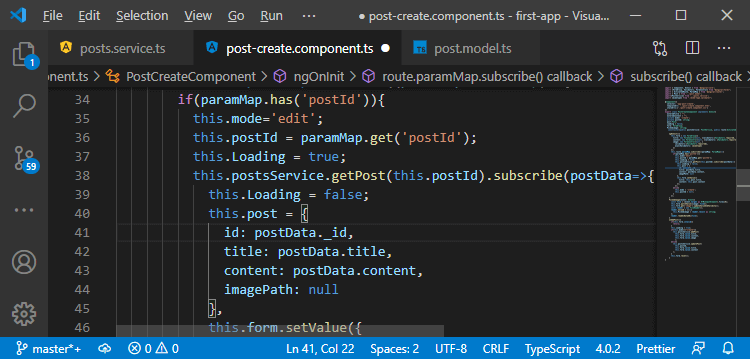 File Edit Selection View Go Run ··· post-create.component.ts - first-app - Visua...
posts.service.ts post-create.component.ts TS post.model.ts ···
1
onent.ts > PostCreateComponent > ngOnInit > route.paramMap.subscribe() callback > subscribe() callback
34 if(paramMap.has('postId')){
35 this.mode='edit';
36 this.postId = paramMap.get('postId');
37 this.Loading = true;
38 this.postsService.getPost(this.postId).subscribe(postData=>{
59
39 this.Loading = false;
40 this.post = {
41 id: postData._id,
42 title: postData.title,
43 content: postData.content,
44 imagePath: null
45 },
46 this.form.setValue({
master*+ 0 0 Ln 41, Col 22 Spaces: 2 UTF-8 CRLF TypeScript 4.0.2 Prettier